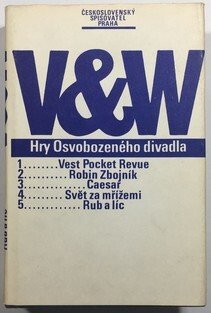 ČESKOSLOVENSKÝ
SPISOVATEL
PRAHA
V&W
Hry Osvobozeného divadla
1........Vest Pocket Revue
2...........Robin Zbojník
3...............Caesar
4.........Svět za mřížemi
5............Rub a líc